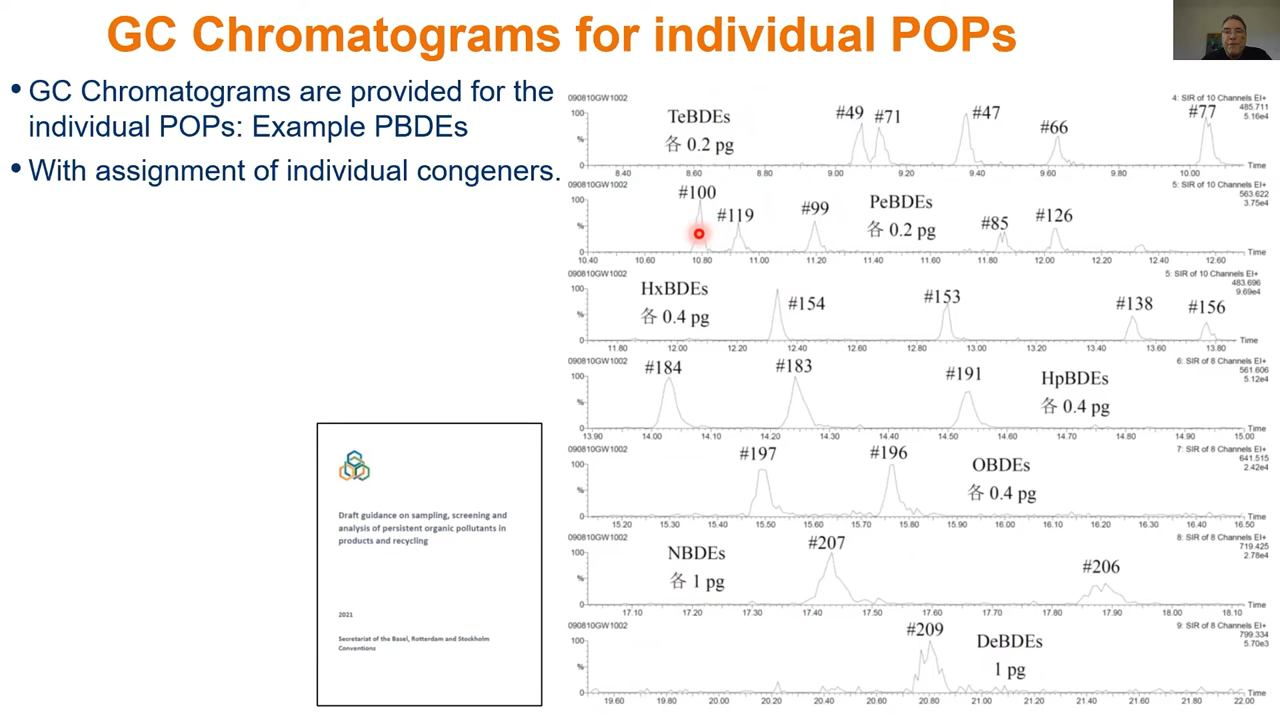 GC Chromatograms for individual POPs
• GC Chromatograms are provided for the
individual POPs: Example PBDEs
• With assignment of individual congeners.
Draft guidance on sampling, screening and
analysis of persistent organic pollutants in
products and recycling
2021
Secretariat of the Basel, Rotterdam and Stockholm
Conventions
090810GW1002
4: SIR of 10 Channels EI+
485.711
5.16e4
TeBDEs
各 0.2 pg
#49 #71 #47 #66 #77
100
%
0
8.40 8.60 8.80 9.00 9.20 9.40 9.60 9.80 10.00 Time
090810GW1002
5: SIR of 10 Channels EI+
563.622
3.75e4
#100 #119 #99 #85 #126
PeBDEs
各 0.2 pg
100
%
0
10.40 10.60 10.80 11.00 11.20 11.40 11.60 11.80 12.00 12.20 12.40 12.60 Time
090810GW1002
5: SIR of 10 Channels EI+
483.696
9.69e4
HxBDEs
各 0.4 pg
#154 #153 #138 #156
100
%
0
11.80 12.00 12.20 12.40 12.60 12.80 13.00 13.20 13.40 13.60 13.80 Time
090810GW1002
6: SIR of 8 Channels EI+
561.606
5.12e4
#184 #183 #191
HpBDEs
各 0.4 pg
100
%
0
13.90 14.00 14.10 14.20 14.30 14.40 14.50 14.60 14.70 14.80 14.90 15.00 Time
090810GW1002
7: SIR of 8 Channels EI+
641.515
2.42e4
#197 #196
OBDEs
各 0.4 pg
100
%
0
15.20 15.30 15.40 15.50 15.60 15.70 15.80 15.90 16.00 16.10 16.20 16.30 16.40 16.50 Time
090810GW1002
8: SIR of 8 Channels EI+
719.425
2.78e4
NBDEs
各 1 pg
#207 #206
100
%
0
17.10 17.20 17.30 17.40 17.50 17.60 17.70 17.80 17.90 18.00 18.10 Time
090810GW1002
9: SIR of 8 Channels EI+
799.334
5.70e3
#209
DeBDEs
1 pg
100
%
0
19.60 19.80 20.00 20.20 20.40 20.60 20.80 21.00 21.20 21.40 21.60 21.80 22.00 Time